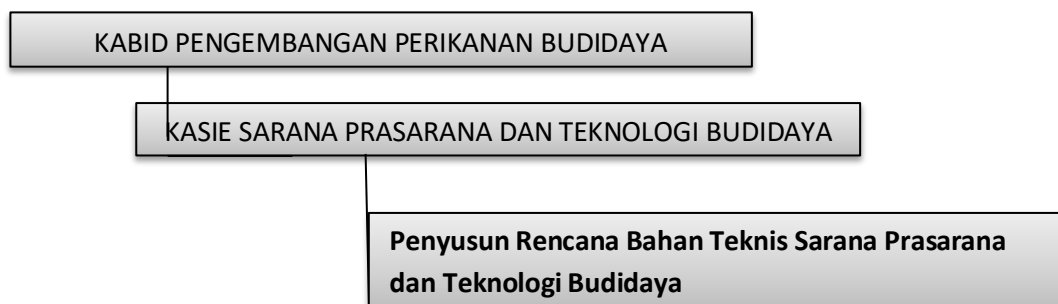 KABID PENGEMBANGAN PERIKANAN BUDIDAYA
KASIE SARANA PRASARANA DAN TEKNOLOGI BUDIDAYA
Penyusun Rencana Bahan Teknis Sarana Prasarana
dan Teknologi Budidaya